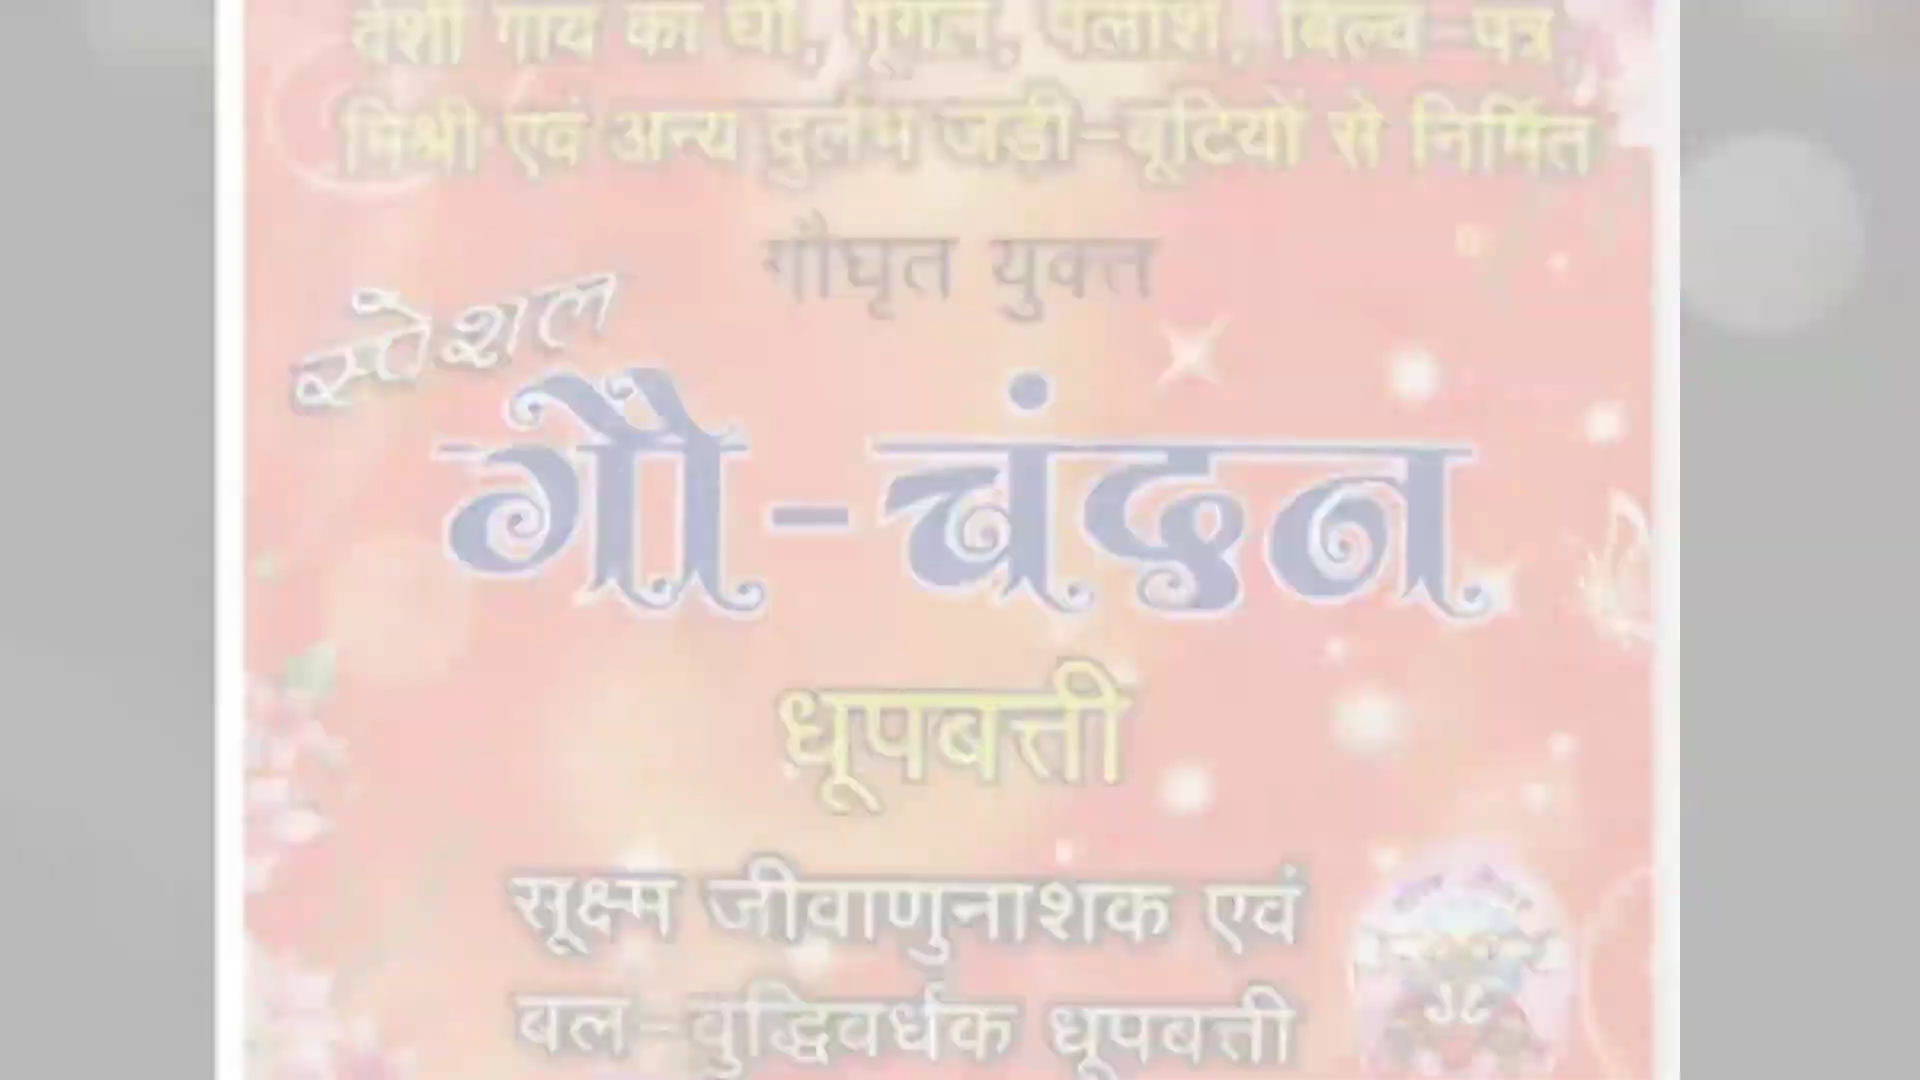 देशी गाय का घी, गूगल, पलाश, बिल्व-पत्र,
मिश्री एवं अन्य दुर्लभ जड़ी-बूटियों से निर्मित
गौघृत युक्त
स्पेशल
गौ-चंदन
धूपबत्ती
सूक्ष्म जीवाणुनाशक एवं
बल-बुद्धिवर्धक धूपबत्ती